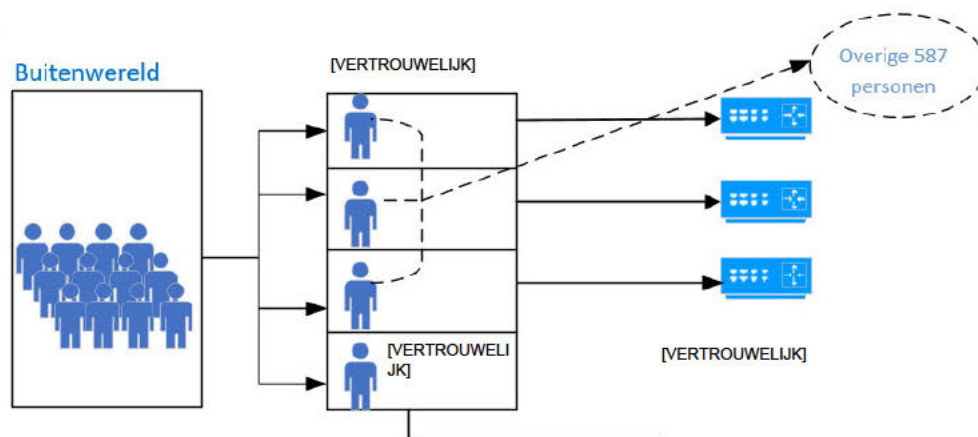 Buitenwereld
[VERTROUWELIJK]
Overige 587
personen
[VERTROUWELI
JK]
[VERTROUWELIJK]